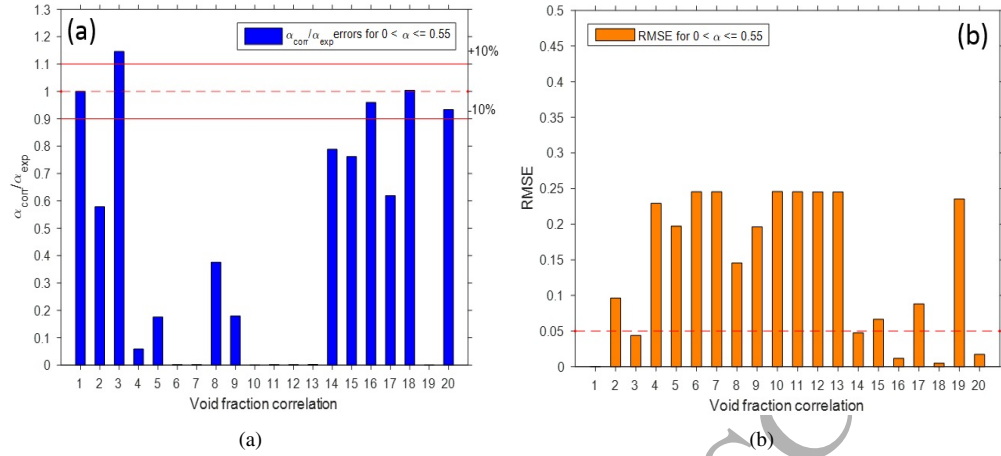 (a)
α_corr/α_exp errors for 0 < α <= 0.55
1.3
1.2
1.1
1
0.9
0.8
0.7
0.6
0.5
0.4
0.3
0.2
0.1
0
+10%
-10%
α_corr/α_exp
1 2 3 4 5 6 7 8 9 10 11 12 13 14 15 16 17 18 19 20
Void fraction correlation
(a)
(b)
RMSE for 0 < α <= 0.55
0.5
0.45
0.4
0.35
0.3
0.25
0.2
0.15
0.1
0.05
0
RMSE
1 2 3 4 5 6 7 8 9 10 11 12 13 14 15 16 17 18 19 20
Void fraction correlation
(b)